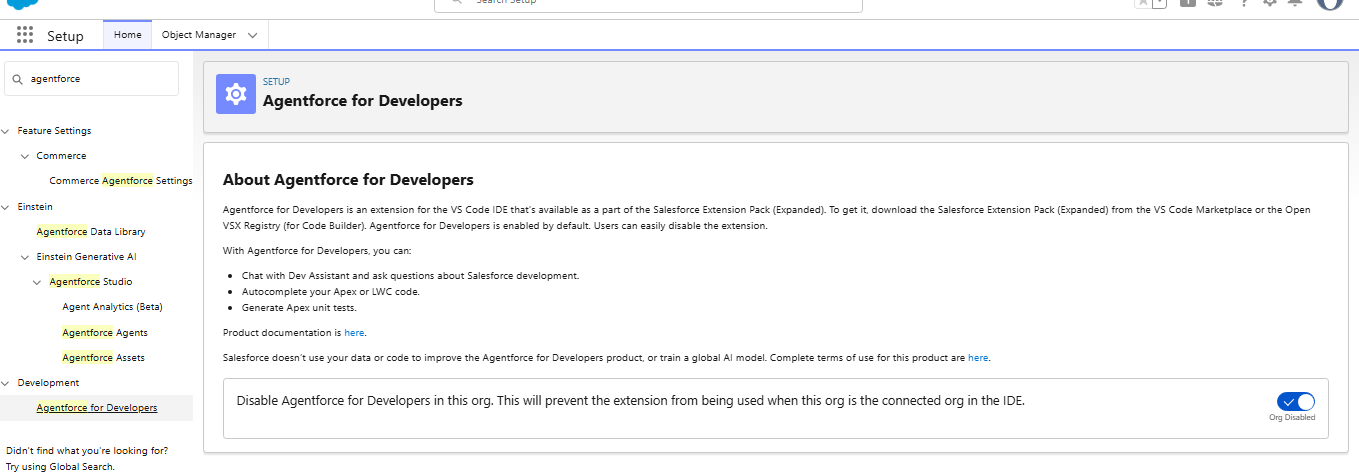 Search Setup
Setup
Home
Object Manager
agentforce
Feature Settings
Commerce
Commerce Agentforce Settings
Einstein
Agentforce Data Library
Einstein Generative AI
Agentforce Studio
Agent Analytics (Beta)
Agentforce Agents
Agentforce Assets
Development
Agentforce for Developers
Didn't find what you're looking for?
Try using Global Search.
SETUP
Agentforce for Developers
About Agentforce for Developers
Agentforce for Developers is an extension for the VS Code IDE that's available as a part of the Salesforce Extension Pack (Expanded). To get it, download the Salesforce Extension Pack (Expanded) from the VS Code Marketplace or the Open
VSX Registry (for Code Builder). Agentforce for Developers is enabled by default. Users can easily disable the extension.
With Agentforce for Developers, you can:
• Chat with Dev Assistant and ask questions about Salesforce development.
• Autocomplete your Apex or LWC code.
• Generate Apex unit tests.
Product documentation is here.
Salesforce doesn't use your data or code to improve the Agentforce for Developers product, or train a global AI model. Complete terms of use for this product are here.
Disable Agentforce for Developers in this org. This will prevent the extension from being used when this org is the connected org in the IDE.
Org Disabled